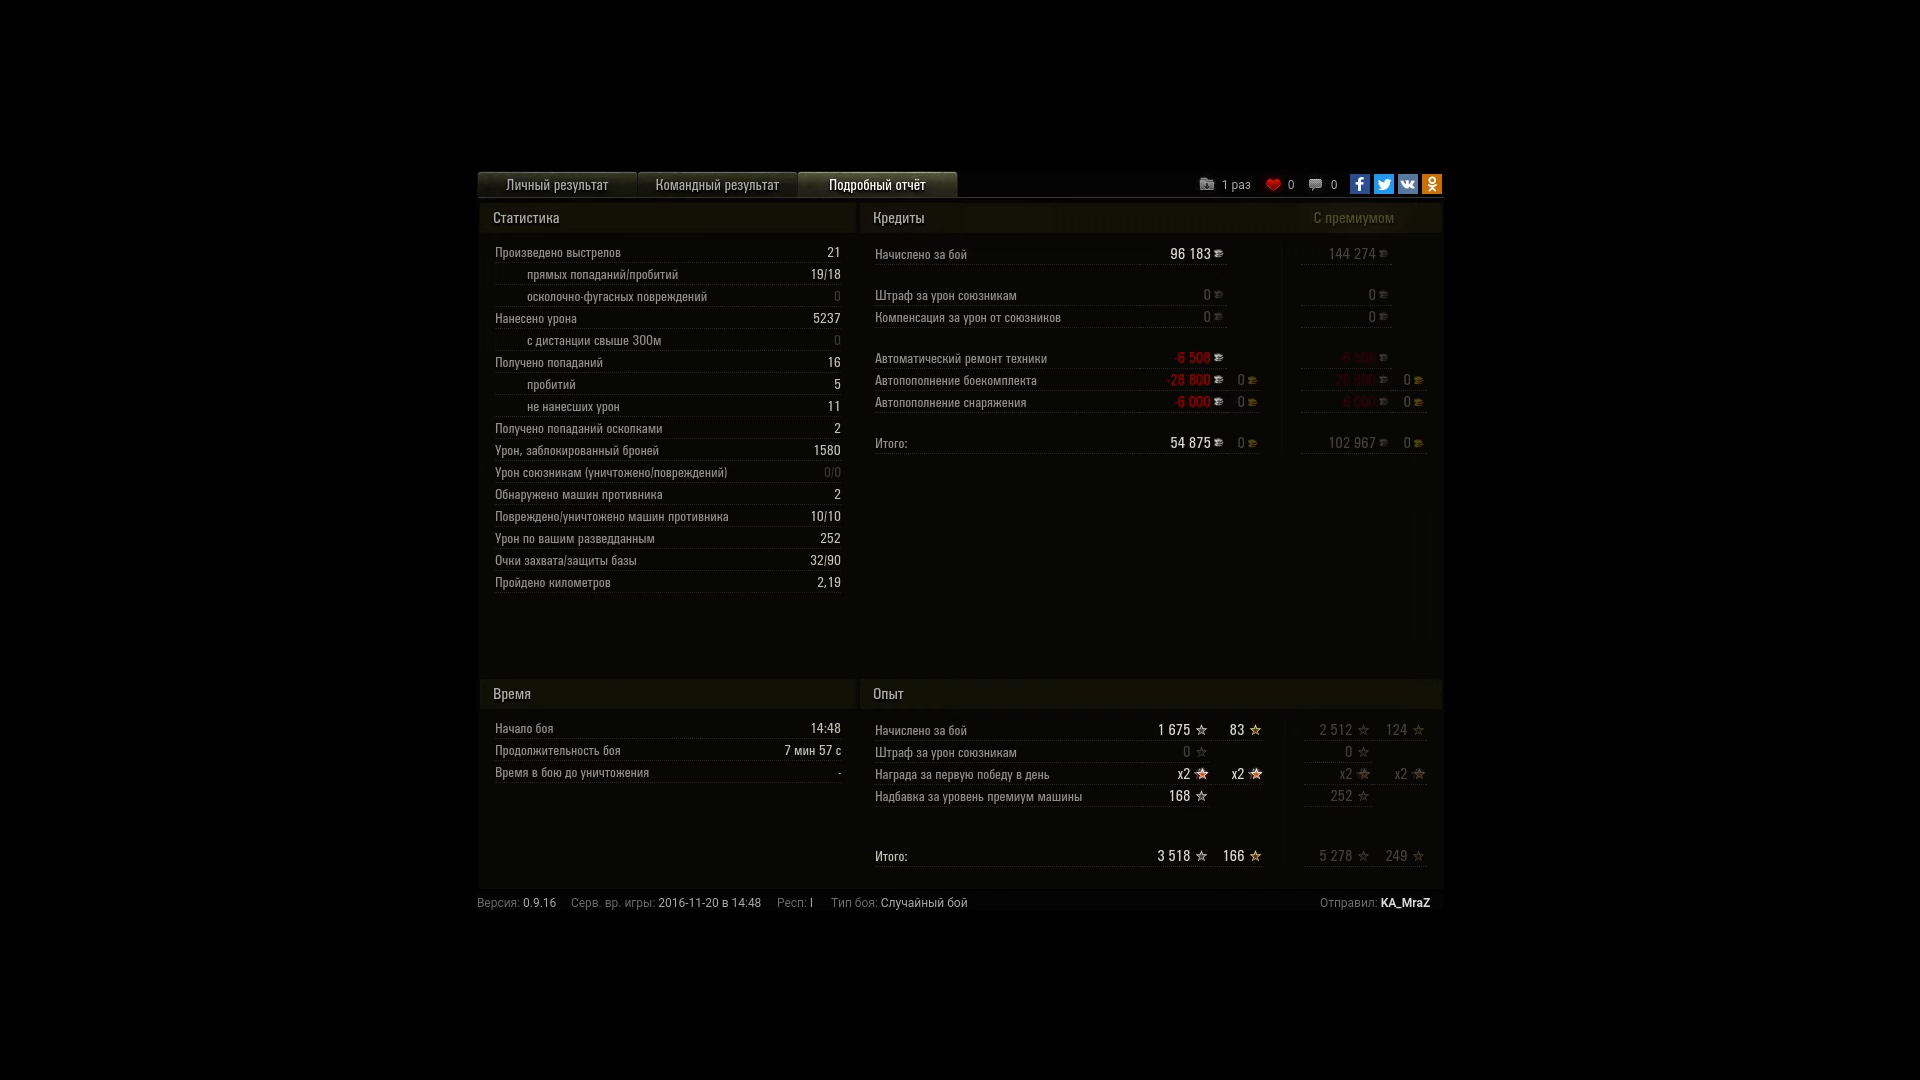 Личный результат Командный результат Подробный отчёт 1 раз 0 0
Статистика
Произведено выстрелов 21
прямых попаданий/пробитий 19/18
осколочно-фугасных повреждений 0
Нанесено урона 5237
с дистанции свыше 300м 0
Получено попаданий 16
пробитий 5
не нанесших урон 11
Получено попаданий осколками 2
Урон, заблокированный броней 1580
Урон союзникам (уничтожено/повреждений) 0/0
Обнаружено машин противника 2
Повреждено/уничтожено машин противника 10/10
Урон по вашим разведданным 252
Очки захвата/защиты базы 32/90
Пройдено километров 2,19
Кредиты С премиумом
Начислено за бой 96 183 144 274
Штраф за урон союзникам 0 0
Компенсация за урон от союзников 0 0
Автоматический ремонт техники -6 508 -6 508
Автопополнение боекомплекта -28 800 0 -28 800 0
Автопополнение снаряжения -6 000 0 -6 000 0
Итого: 54 875 0 102 967 0
Время
Начало боя 14:48
Продолжительность боя 7 мин 57 с
Время в бою до уничтожения -
Опыт
Начислено за бой 1 675 83 2 512 124
Штраф за урон союзникам 0 0
Награда за первую победу в день x2 x2 x2 x2
Надбавка за уровень премиум машины 168 252
Итого: 3 518 166 5 278 249
Версия: 0.9.16 Серв. вр. игры: 2016-11-20 в 14:48 Респ: I Тип боя: Случайный бой Отправил: KA_MraZ